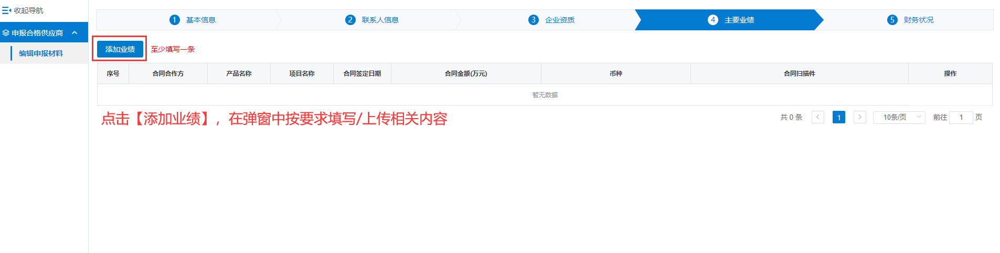 收起导航
申报合格供应商
编辑申报材料
1 基本信息
2 联系人信息
3 企业资质
4 主要业绩
5 财务状况
添加业绩 至少填写一条
序号 合同合作方 产品名称 项目名称 合同签定日期 合同金额(万元) 币种 合同扫描件 操作
暂无数据
点击【添加业绩】，在弹窗中按要求填写/上传相关内容
共 0 条 1 10条/页 前往 1 页